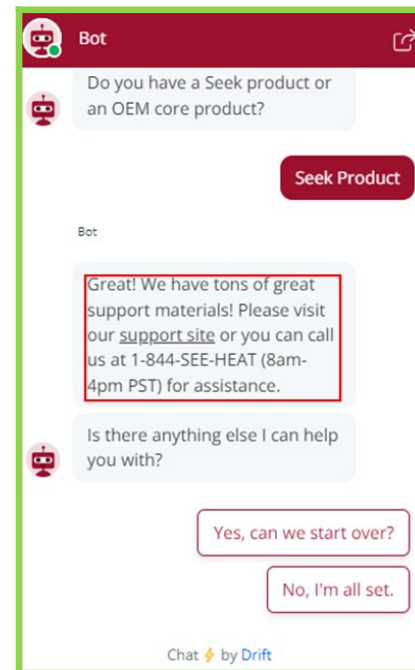 Bot
Do you have a Seek product or
an OEM core product?
Seek Product
Bot
Great! We have tons of great
support materials! Please visit
our support site or you can call
us at 1-844-SEE-HEAT (8am-
4pm PST) for assistance.
Is there anything else I can help
you with?
Yes, can we start over?
No, I'm all set.
Chat ⚡ by Drift